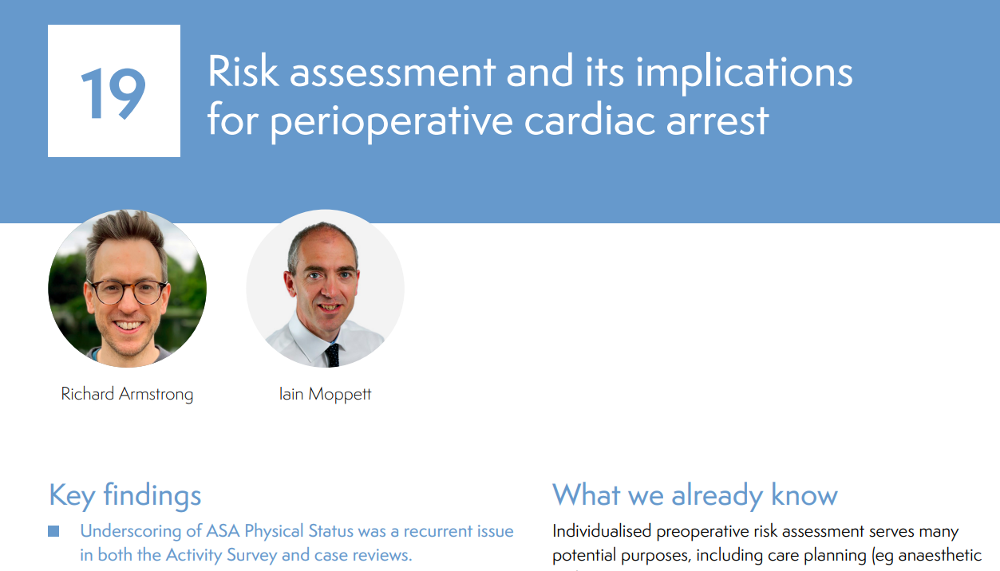 19
Risk assessment and its implications
for perioperative cardiac arrest
Richard Armstrong
Iain Moppett
Key findings
Underscoring of ASA Physical Status was a recurrent issue
in both the Activity Survey and case reviews.
What we already know
Individualised preoperative risk assessment serves many
potential purposes, including care planning (eg anaesthetic